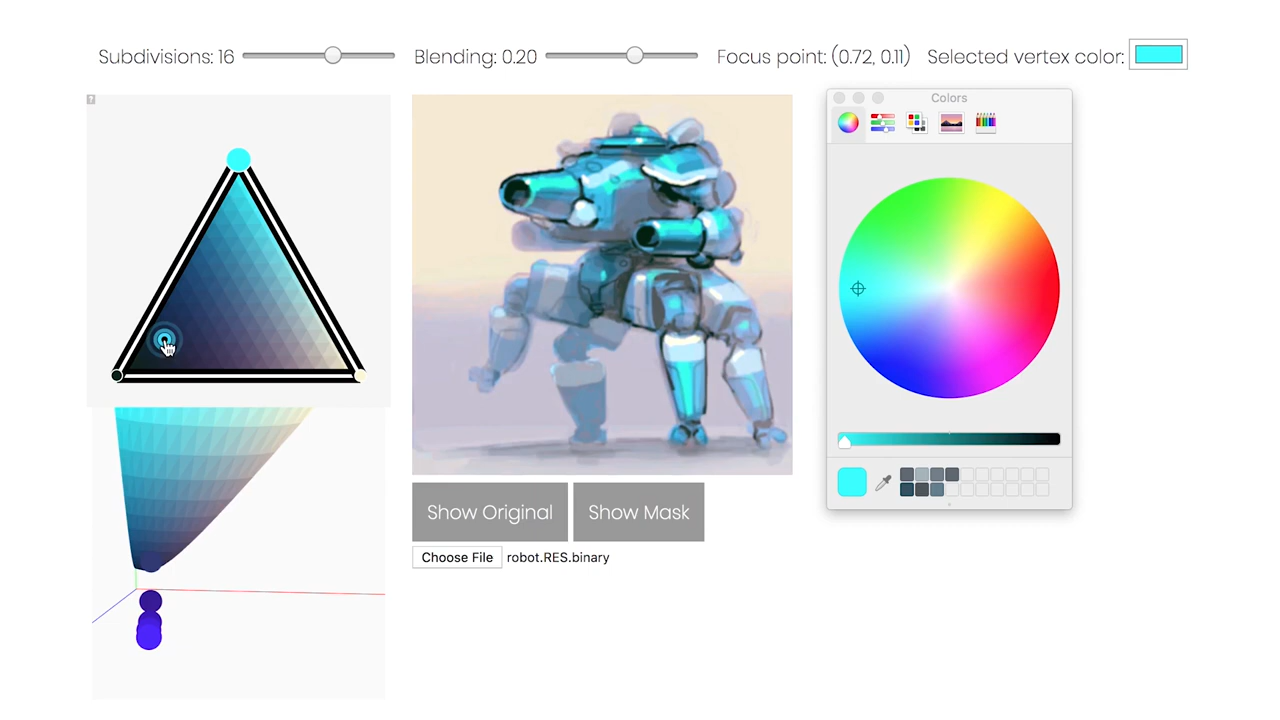 Subdivisions: 16
Blending: 0.20
Focus point: (0.72, 0.11)
Selected vertex color:
?
Colors
Show Original
Show Mask
Choose File robot.RES.binary